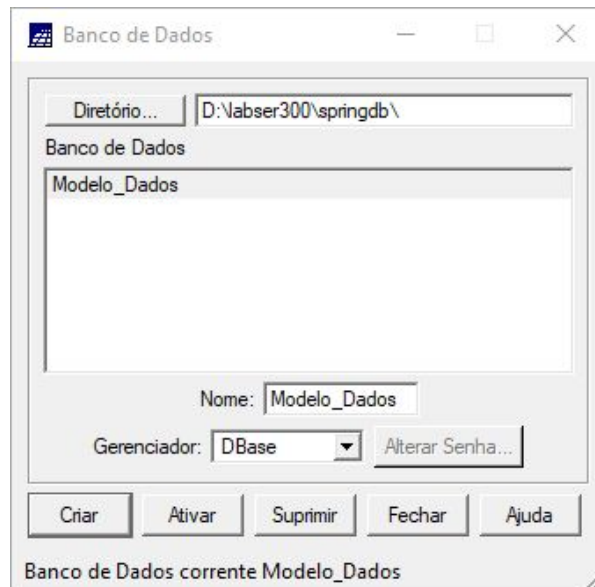 Banco de Dados
Diretório... D:\labser300\springdb\
Banco de Dados
Modelo_Dados
Nome: Modelo_Dados
Gerenciador: DBase Alterar Senha...
Criar Ativar Suprimir Fechar Ajuda
Banco de Dados corrente Modelo_Dados